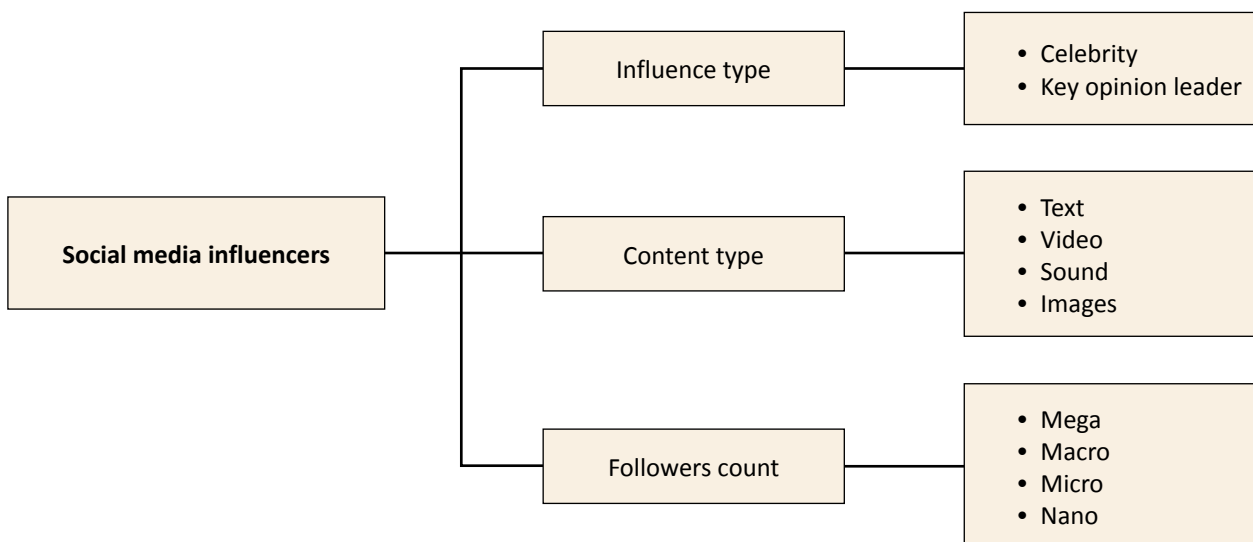 Social media influencers
Influence type
• Celebrity
• Key opinion leader
Content type
• Text
• Video
• Sound
• Images
Followers count
• Mega
• Macro
• Micro
• Nano